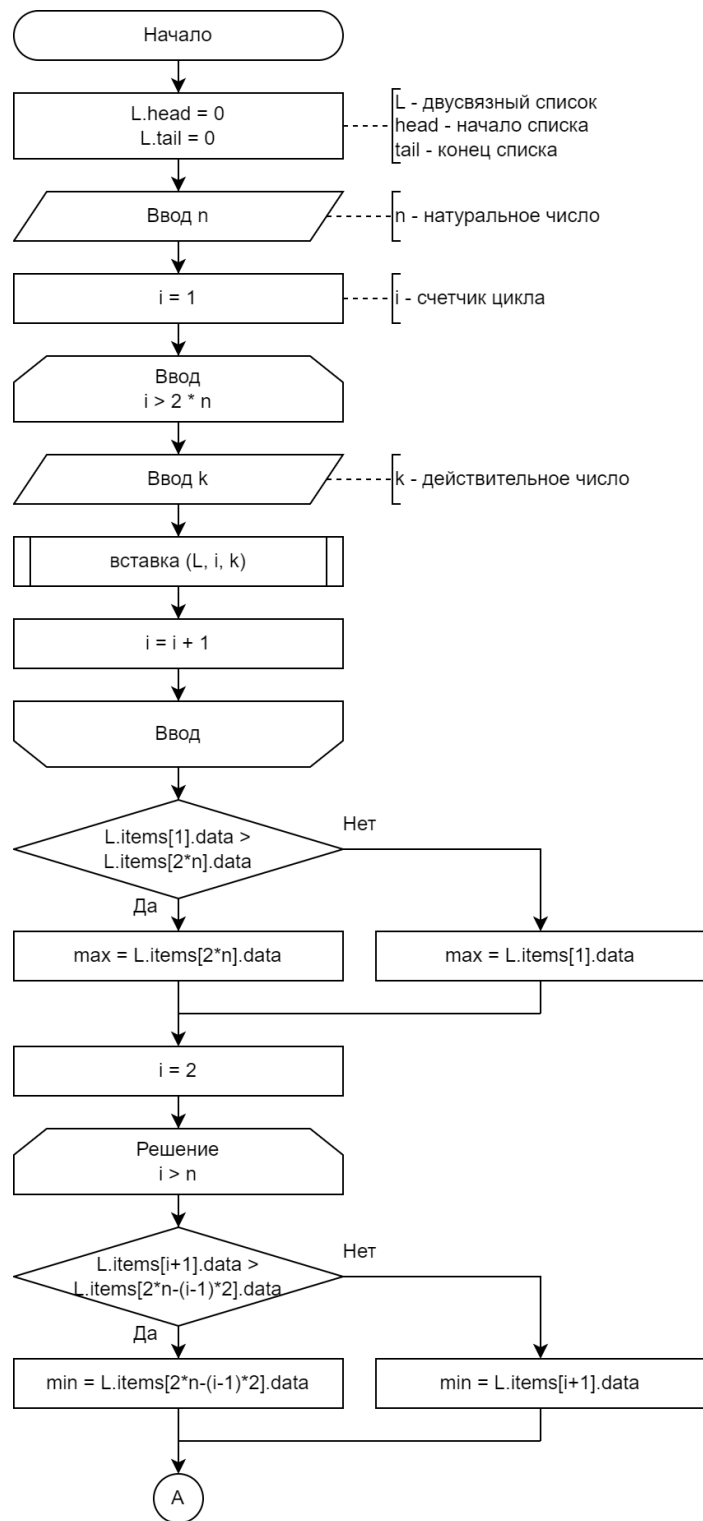 Начало
L.head = 0
L.tail = 0
L - двусвязный список
head - начало списка
tail - конец списка
Ввод n
n - натуральное число
i = 1
i - счетчик цикла
Ввод
i > 2 * n
Ввод k
k - действительное число
вставка (L, i, k)
i = i + 1
Ввод
L.items[1].data >
L.items[2*n].data
Нет
Да
max = L.items[2*n].data
max = L.items[1].data
i = 2
Решение
i > n
L.items[i+1].data >
L.items[2*n-(i-1)*2].data
Нет
Да
min = L.items[2*n-(i-1)*2].data
min = L.items[i+1].data
A